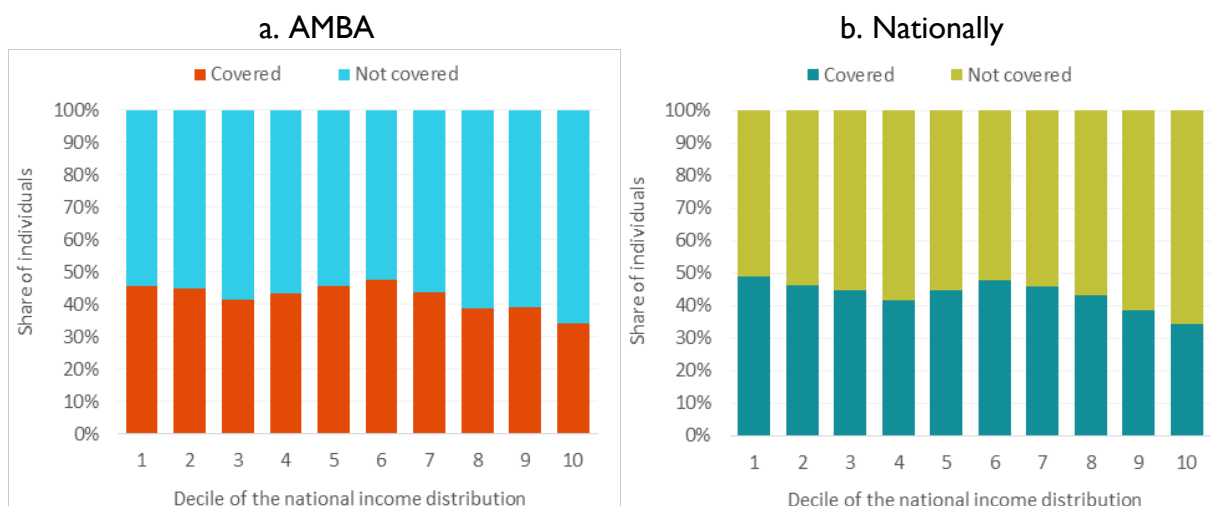 a. AMBA
Covered
Not covered
100%
90%
80%
70%
60%
50%
40%
30%
20%
10%
0%
Share of individuals
1 2 3 4 5 6 7 8 9 10
Decile of the national income distribution
b. Nationally
Covered
Not covered
100%
90%
80%
70%
60%
50%
40%
30%
20%
10%
0%
Share of individuals
1 2 3 4 5 6 7 8 9 10
Decile of the national income distribution